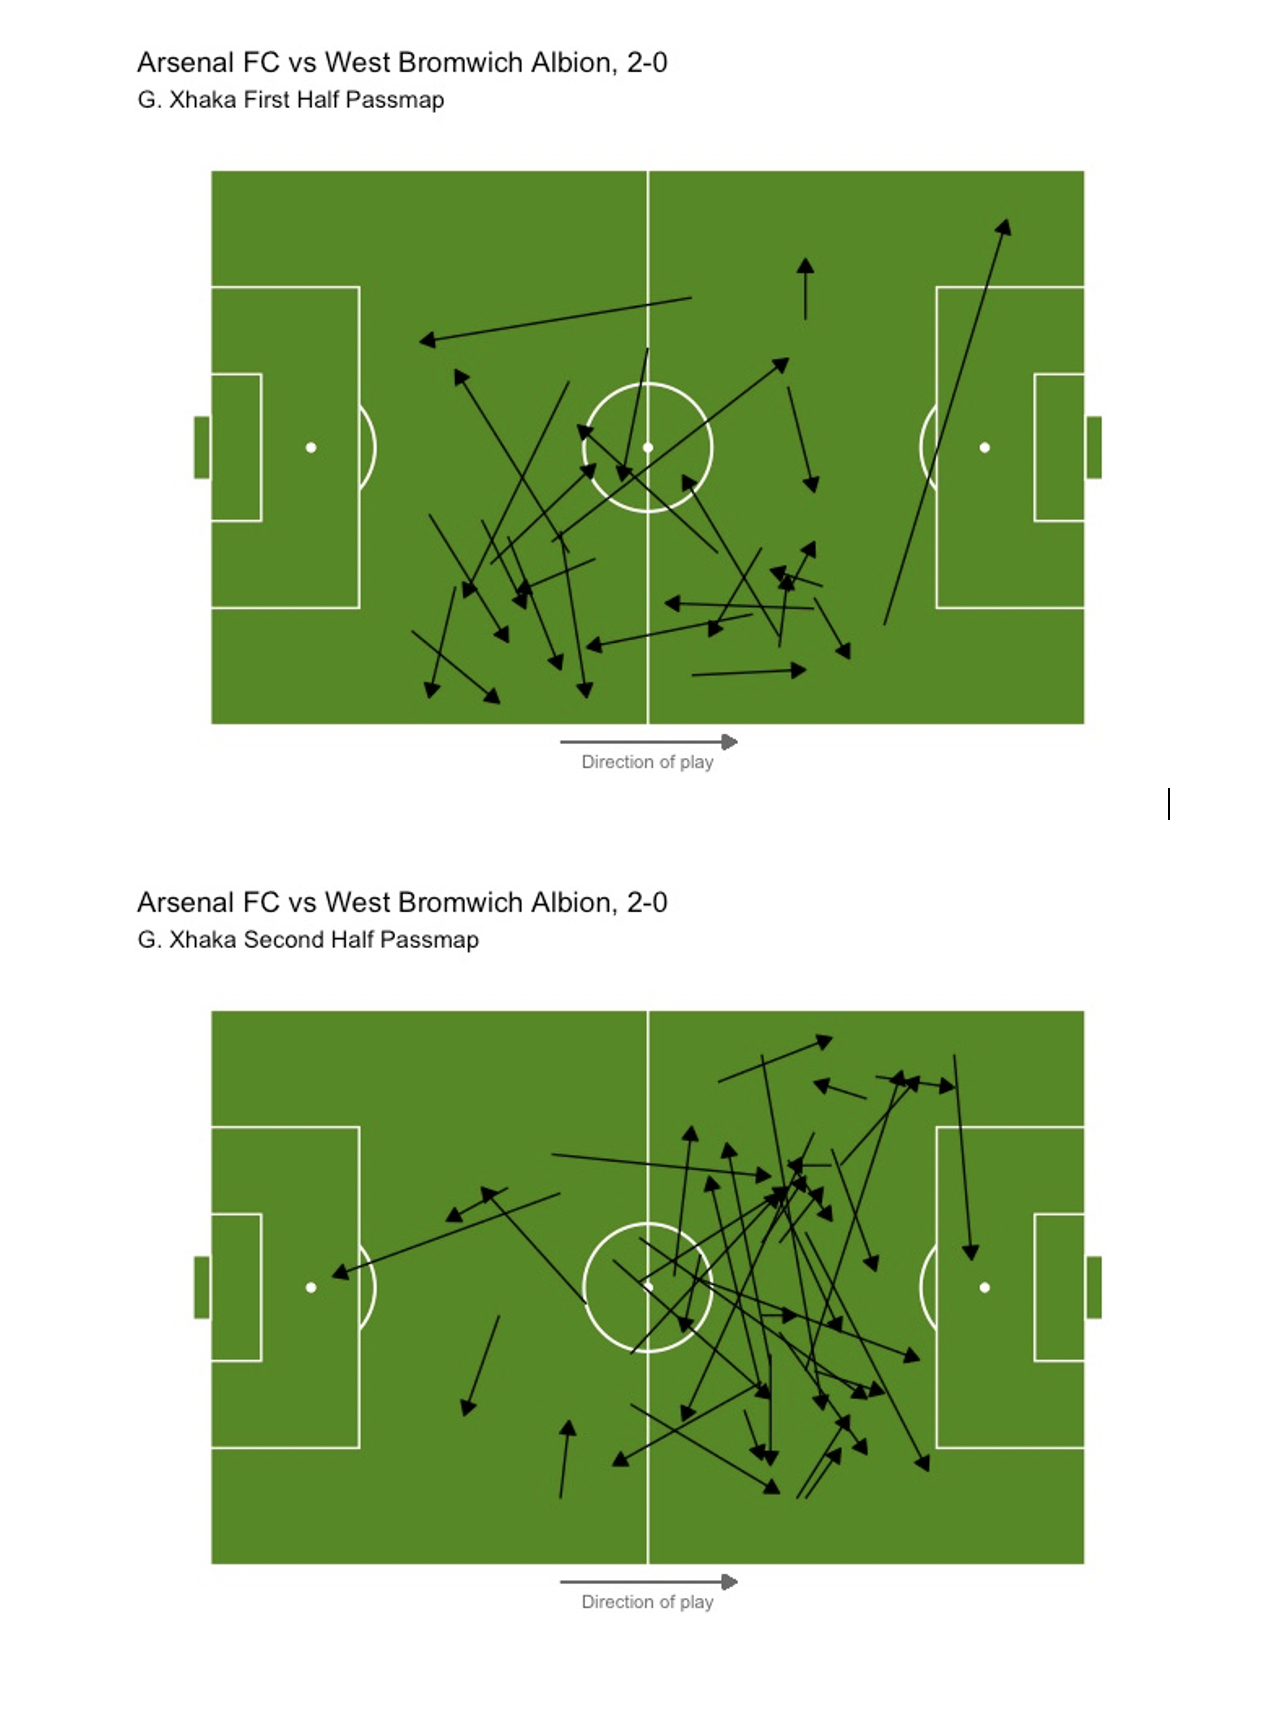 Arsenal FC vs West Bromwich Albion, 2-0
G. Xhaka First Half Passmap
Direction of play
Arsenal FC vs West Bromwich Albion, 2-0
G. Xhaka Second Half Passmap
Direction of play